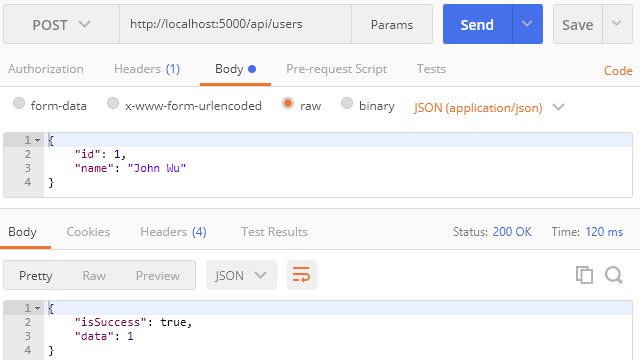 POST http://localhost:5000/api/users Params Send Save
Authorization Headers (1) Body Pre-request Script Tests Code
form-data x-www-form-urlencoded raw binary JSON (application/json)
1 {
2 "id": 1,
3 "name": "John Wu"
4 }
Body Cookies Headers (4) Test Results Status: 200 OK Time: 120 ms
Pretty Raw Preview JSON
1 {
2 "isSuccess": true,
3 "data": 1
4 }